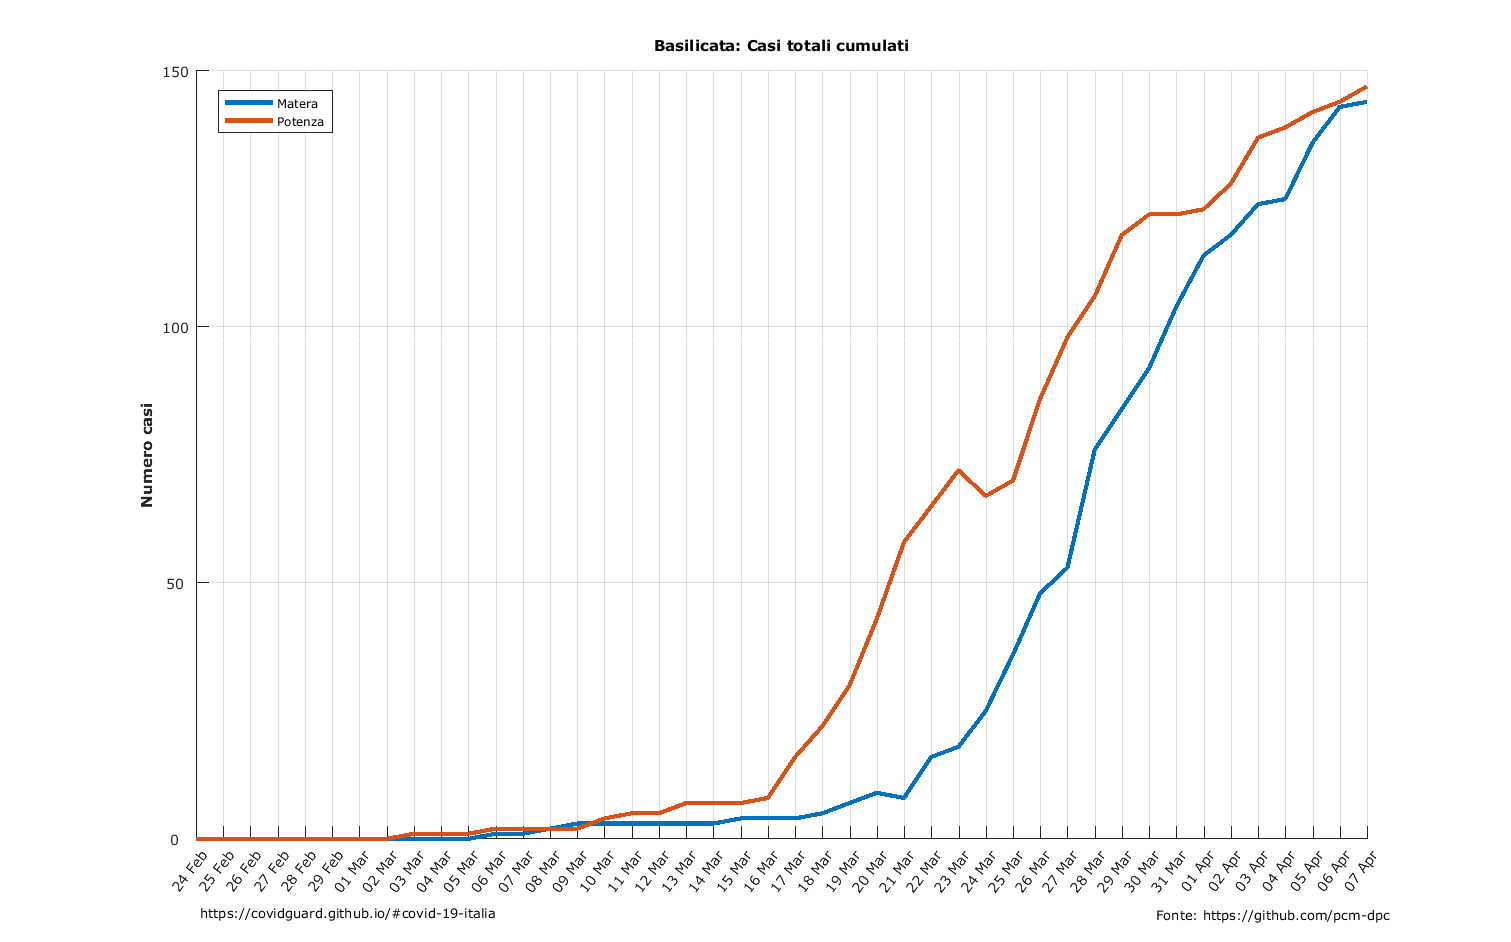 Basilicata: Casi totali cumulati
150
Matera
Potenza
100
Numero casi
50
0
24 Feb
25 Feb
26 Feb
27 Feb
28 Feb
29 Feb
01 Mar
02 Mar
03 Mar
04 Mar
05 Mar
06 Mar
07 Mar
08 Mar
09 Mar
10 Mar
11 Mar
12 Mar
13 Mar
14 Mar
15 Mar
16 Mar
17 Mar
18 Mar
19 Mar
20 Mar
21 Mar
22 Mar
23 Mar
24 Mar
25 Mar
26 Mar
27 Mar
28 Mar
29 Mar
30 Mar
31 Mar
01 Apr
02 Apr
03 Apr
04 Apr
05 Apr
06 Apr
07 Apr
https://covidguard.github.io/#covid-19-italia
Fonte: https://github.com/pcm-dpc